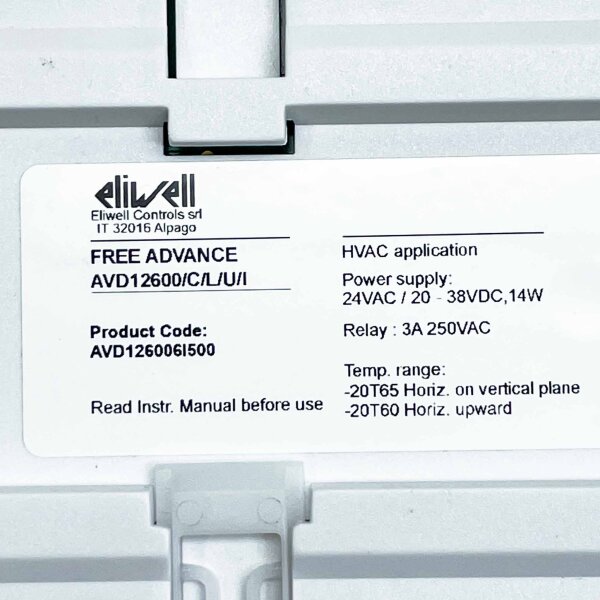 eliwell
Eliwell Controls srl
IT 32016 Alpago
FREE ADVANCE
AVD12600/C/L/U/I
Product Code:
AVD126006I500
Read Instr. Manual before use
HVAC application
Power supply:
24VAC / 20 - 38VDC,14W
Relay : 3A 250VAC
Temp. range:
-20T65 Horiz. on vertical plane
-20T60 Horiz. upward